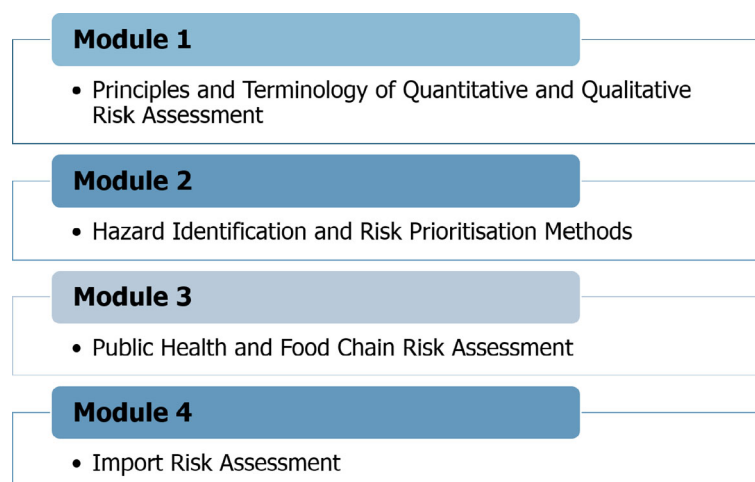 Module 1
• Principles and Terminology of Quantitative and Qualitative
Risk Assessment
Module 2
• Hazard Identification and Risk Prioritisation Methods
Module 3
• Public Health and Food Chain Risk Assessment
Module 4
• Import Risk Assessment